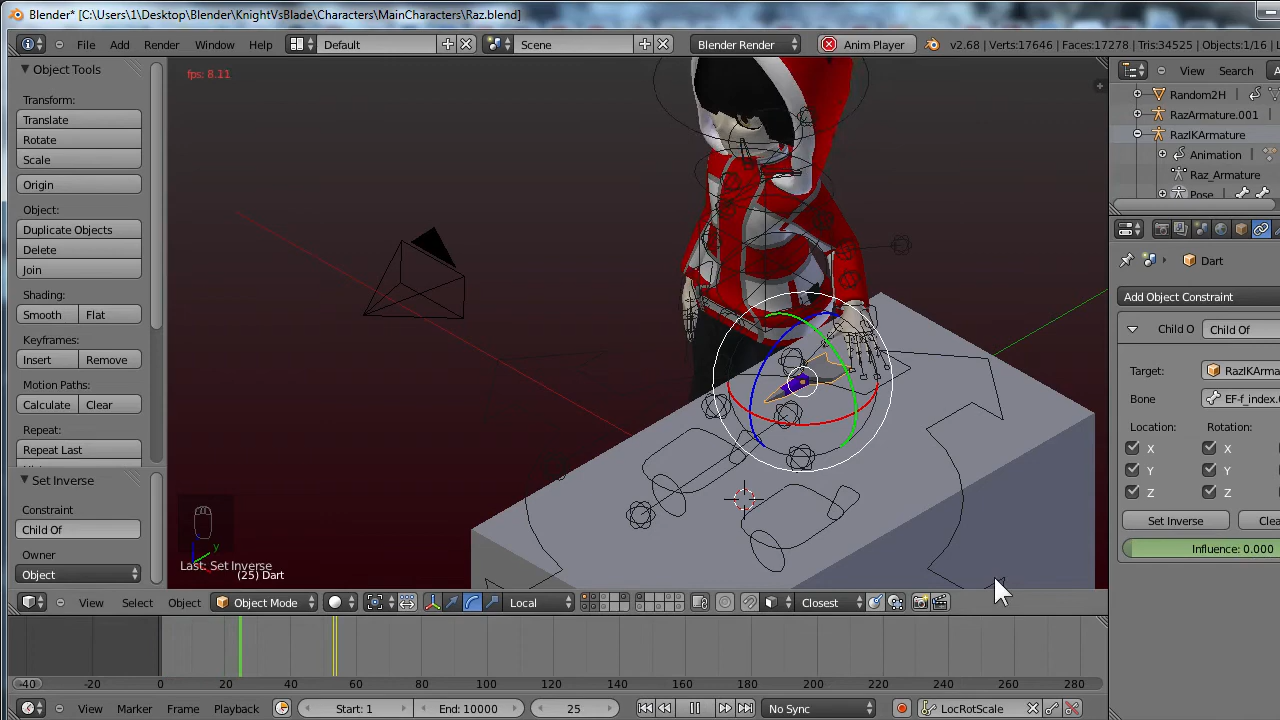 Blender* [C:\Users\1\Desktop\Blender\KnightVsBlade\Characters\MainCharacters\Raz.blend]
File Add Render Window Help Default Scene Blender Render Anim Player v2.68 | Verts:17646 | Faces:17278 | Tris:34525 | Objects:1/16 |
Object Tools
Transform:
Translate
Rotate
Scale
Origin
Object:
Duplicate Objects
Delete
Join
Shading:
Smooth Flat
Keyframes:
Insert Remove
Motion Paths:
Calculate Clear
Repeat:
Repeat Last
Set Inverse
Constraint
Child Of
Owner
Object
fps: 8.11
y
Last: Set Inverse
(25) Dart
View Search
Random2H
RazArmature.001
RazIKArmature
Animation
Raz_Armature
Pose
Dart
Add Object Constraint
Child O Child Of
Target: RazIKArma
Bone EF-f_index.
Location: Rotation:
X X
Y Y
Z Z
Set Inverse Clea
Influence: 0.000
View Select Object Object Mode Local Closest
-40 -20 0 20 40 60 80 100 120 140 160 180 200 220 240 260 280
View Marker Frame Playback Start: 1 End: 10000 25 No Sync LocRotScale